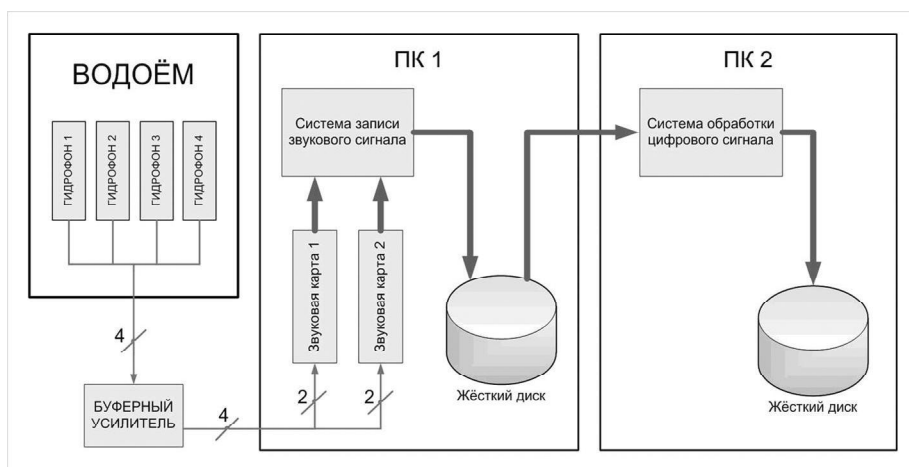 ВОДОЁМ
ГИДРОФОН 1
ГИДРОФОН 2
ГИДРОФОН 3
ГИДРОФОН 4
4
БУФЕРНЫЙ
УСИЛИТЕЛЬ
4
ПК 1
Система записи
звукового сигнала
Звуковая карта 1
Звуковая карта 2
2
2
Жёсткий диск
ПК 2
Система обработки
цифрового сигнала
Жёсткий диск